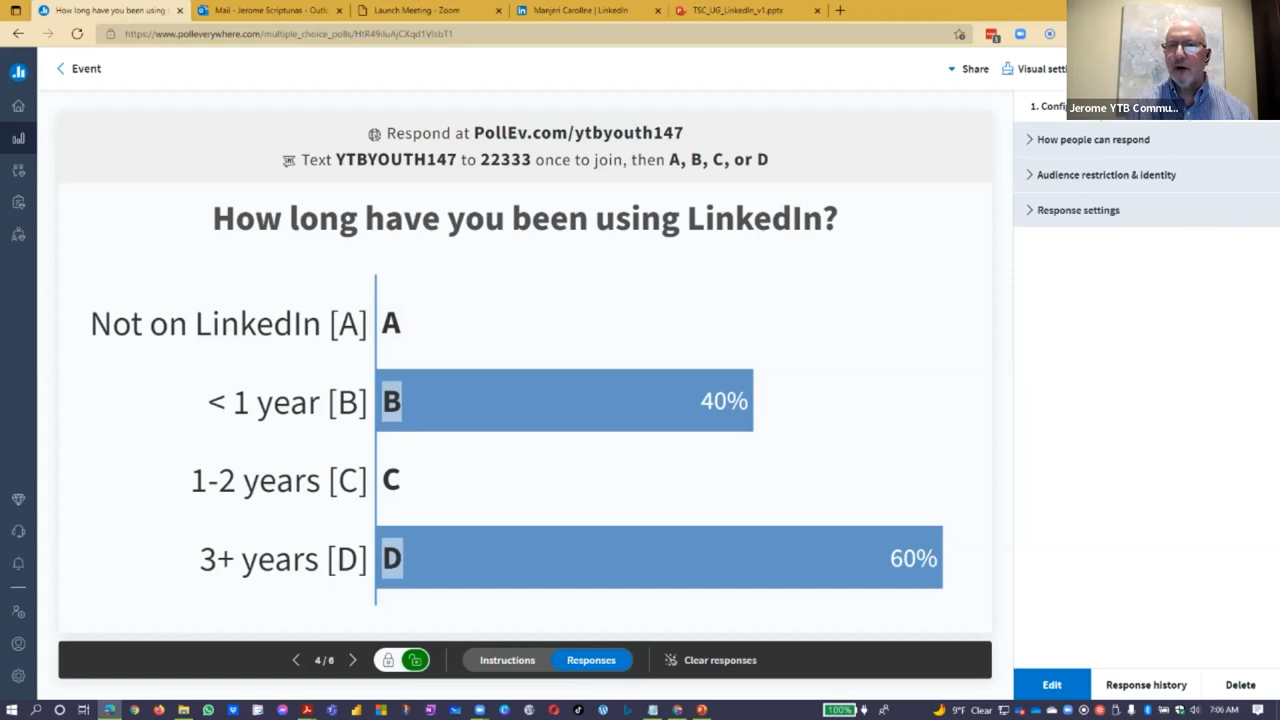 How long have you been using l
Mail - Jerome Scriptunas - Outlo
Launch Meeting - Zoom
Manjeri Caroline | LinkedIn
TSC_UG_LinkedIn_v1.pptx
Event
Share
Visual setti
1. Config
Jerome YTB Commu...
Respond at PollEv.com/ytbyouth147
Text YTBYOUTH147 to 22333 once to join, then A, B, C, or D
How people can respond
Audience restriction & identity
Response settings
How long have you been using LinkedIn?
Not on LinkedIn [A] A
< 1 year [B] B 40%
1-2 years [C] C
3+ years [D] D 60%
4/6
Instructions
Responses
Clear responses
Edit
Response history
Delete
100%
9°F Clear
7:06 AM